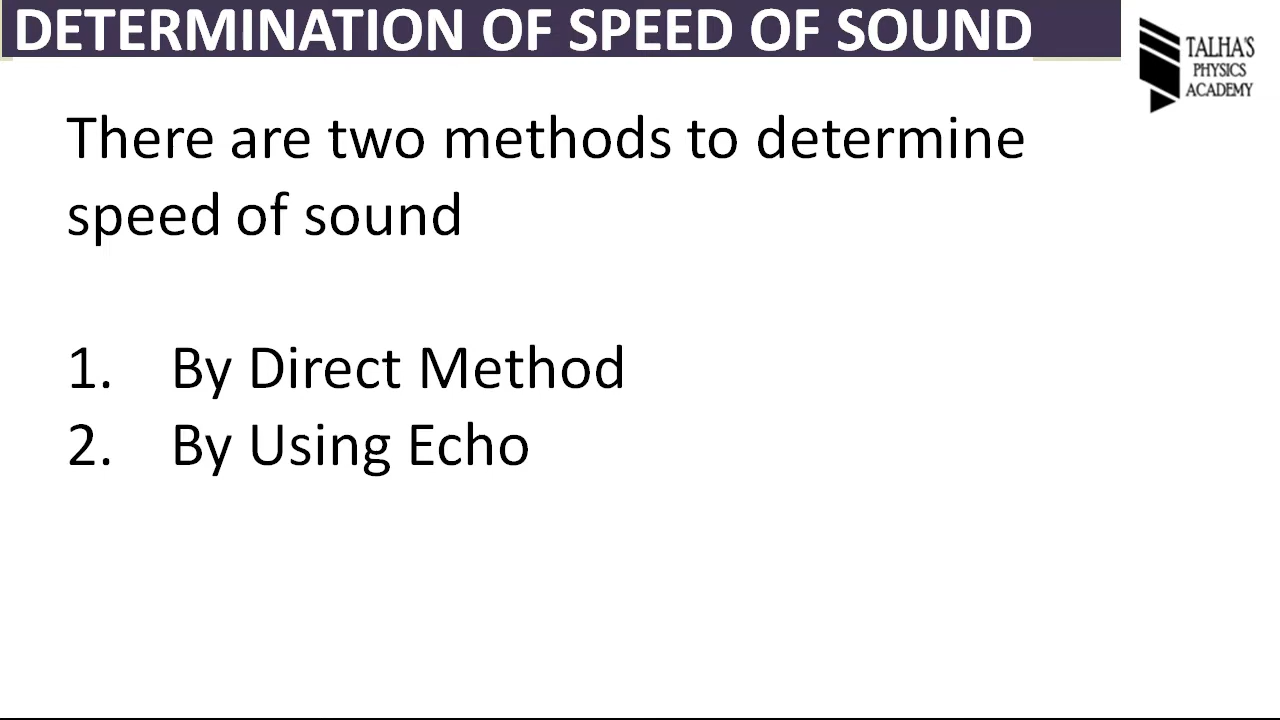 DETERMINATION OF SPEED OF SOUND
TALHA'S
PHYSICS
ACADEMY
There are two methods to determine
speed of sound
1. By Direct Method
2. By Using Echo